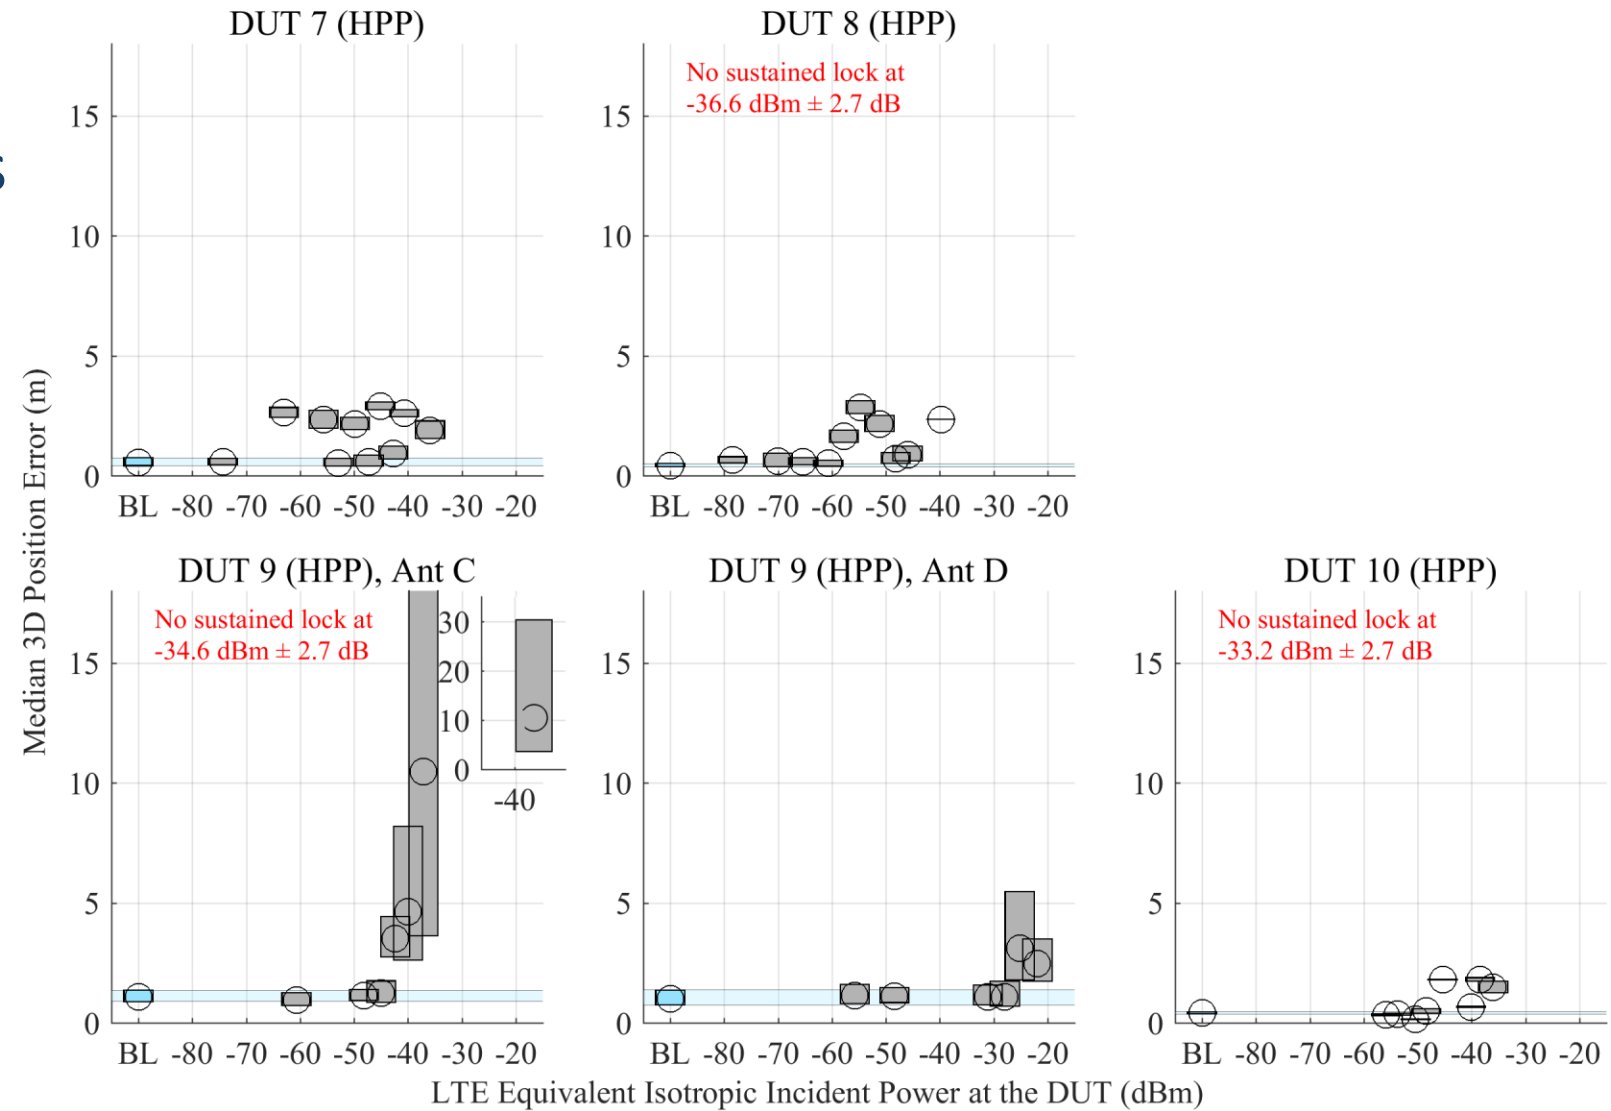 s
DUT 7 (HPP)
15
10
5
0
BL -80 -70 -60 -50 -40 -30 -20
DUT 8 (HPP)
No sustained lock at
-36.6 dBm ± 2.7 dB
15
10
5
0
BL -80 -70 -60 -50 -40 -30 -20
Median 3D Position Error (m)
DUT 9 (HPP), Ant C
No sustained lock at
-34.6 dBm ± 2.7 dB
15
10
5
0
BL -80 -70 -60 -50 -40 -30 -20
30
20
10
0
-40
DUT 9 (HPP), Ant D
15
10
5
0
BL -80 -70 -60 -50 -40 -30 -20
DUT 10 (HPP)
No sustained lock at
-33.2 dBm ± 2.7 dB
15
10
5
0
BL -80 -70 -60 -50 -40 -30 -20
LTE Equivalent Isotropic Incident Power at the DUT (dBm)